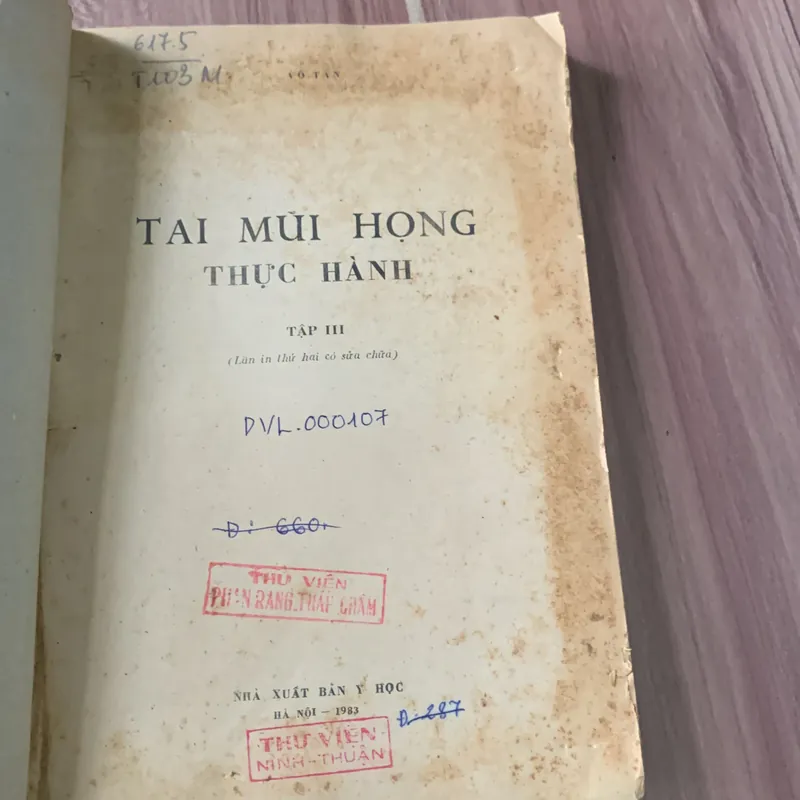 617.5
T103M
VÕ TẤN
TAI MŨI HỌNG
THỰC HÀNH
TẬP III
(Lần in thứ hai có sửa chữa)
DVL.000107
Đ: 660.
THƯ VIỆN
PHAN RANG.THÁP CHÀM
NHÀ XUẤT BẢN Y HỌC
HÀ NỘI – 1983
Đ: 287
THƯ VIỆN
NINH-THUẬN